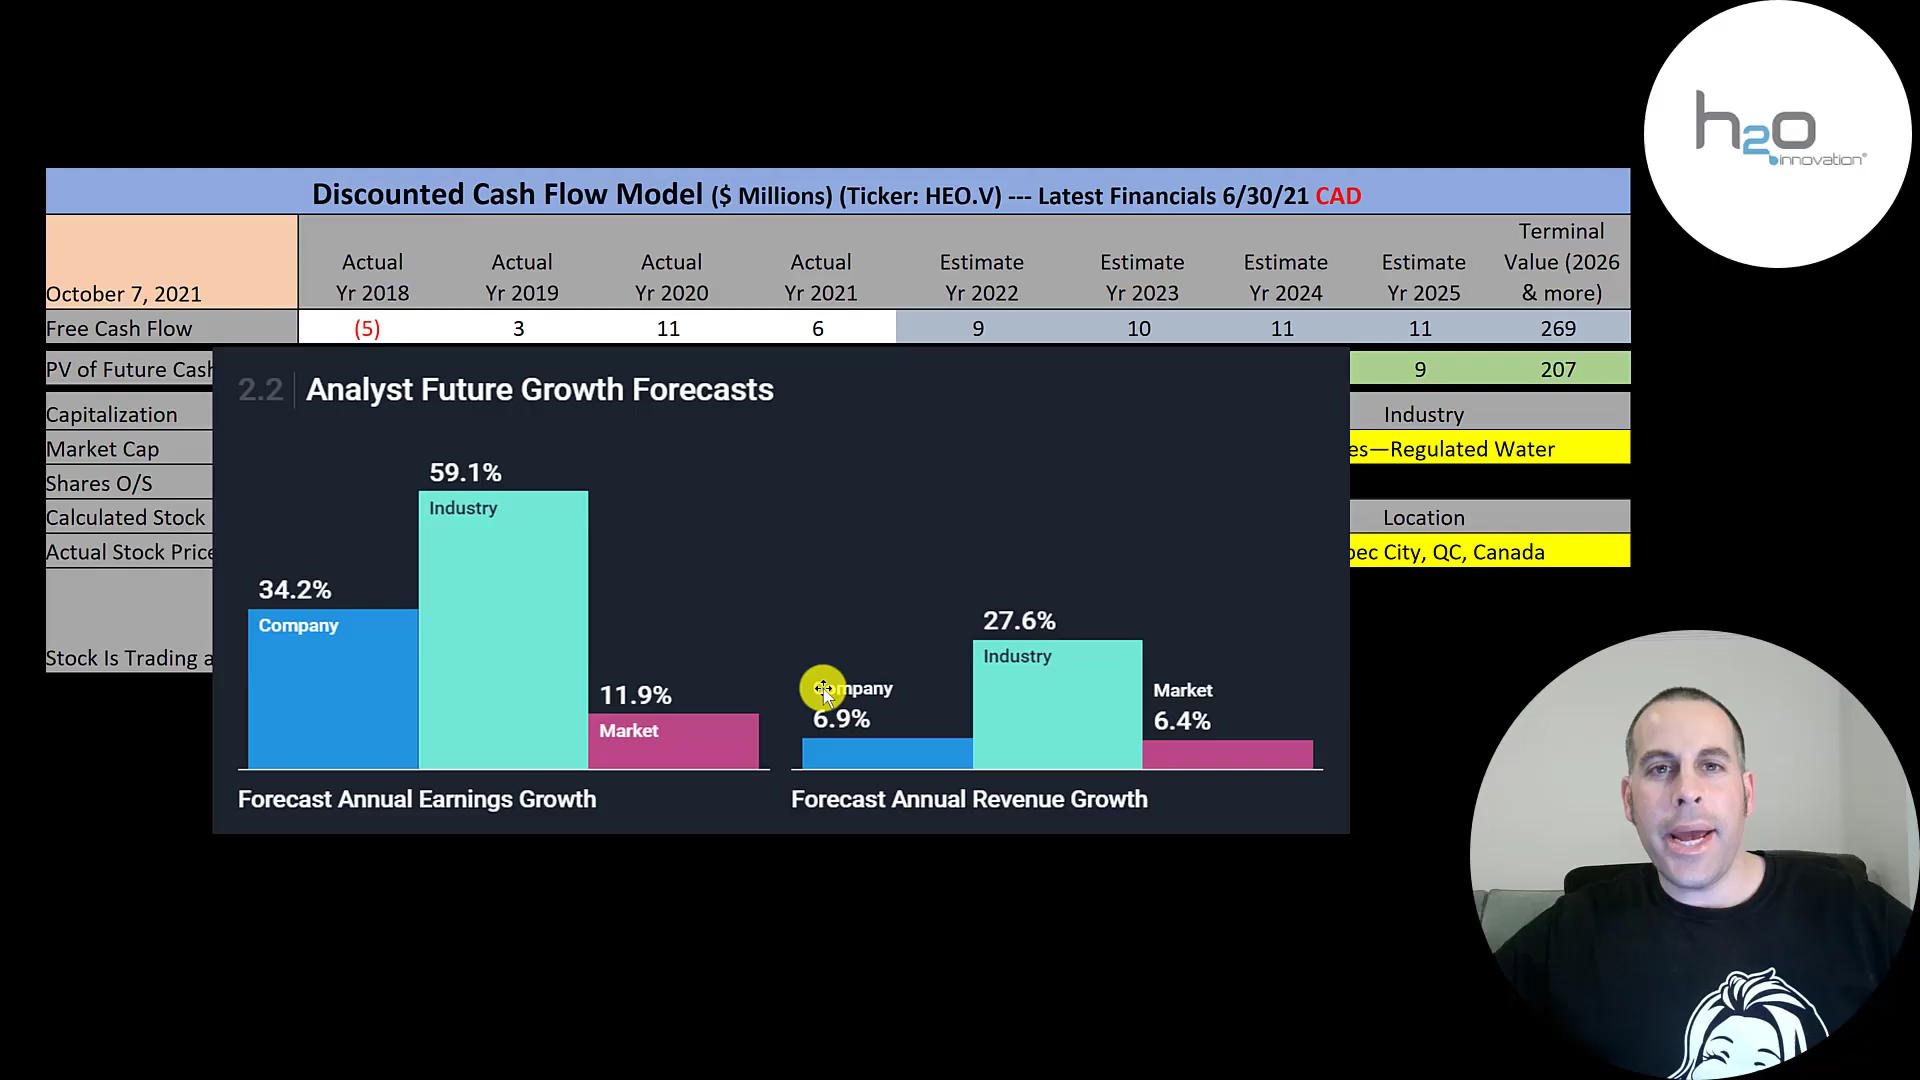 h2o
innovation®
Discounted Cash Flow Model ($ Millions) (Ticker: HEO.V) --- Latest Financials 6/30/21 CAD
October 7, 2021
Actual Yr 2018
Actual Yr 2019
Actual Yr 2020
Actual Yr 2021
Estimate Yr 2022
Estimate Yr 2023
Estimate Yr 2024
Estimate Yr 2025
Terminal Value (2026 & more)
Free Cash Flow (5) 3 11 6 9 10 11 11 269
PV of Future Cash 9 207
Capitalization Industry
Market Cap es—Regulated Water
Shares O/S
Calculated Stock Location
Actual Stock Price bec City, QC, Canada
Stock Is Trading a
2.2 Analyst Future Growth Forecasts
34.2%
Company
59.1%
Industry
11.9%
Market
Forecast Annual Earnings Growth
Company
6.9%
27.6%
Industry
Market
6.4%
Forecast Annual Revenue Growth